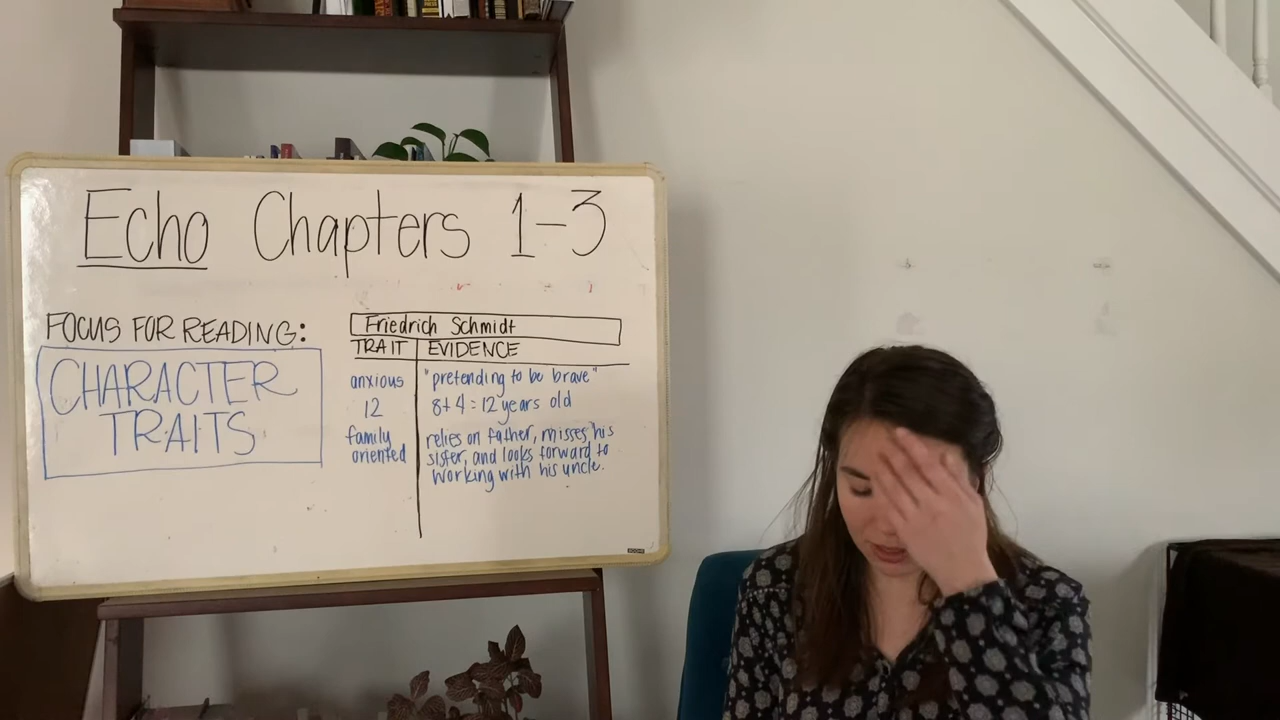 Echo Chapters 1-3
FOCUS FOR READING:
CHARACTER
TRAITS
Friedrich Schmidt
TRAIT EVIDENCE
anxious "pretending to be brave"
12 8+4=12 years old
family oriented relies on father, misses his
sister, and looks forward to
working with his uncle.